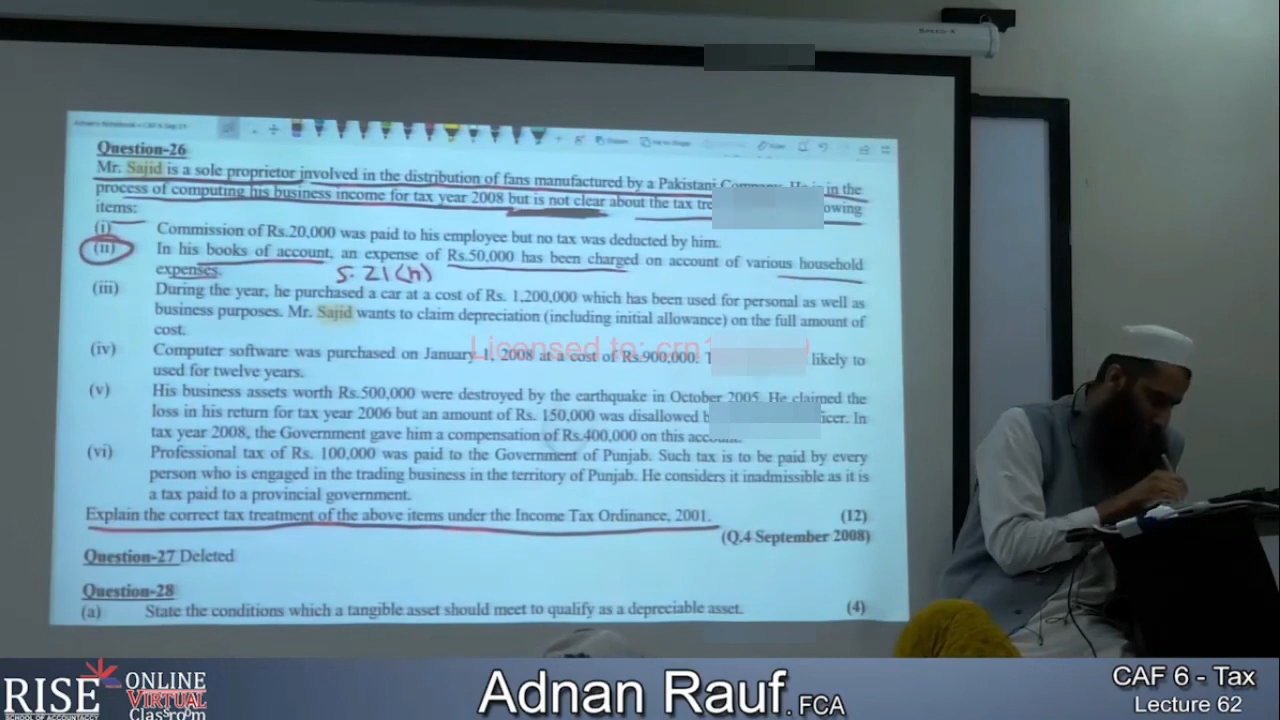 Question-26
Mr. Sajid is a sole proprietor involved in the distribution of fans manufactured by a Pakistani Company. He is in the
process of computing his business income for tax year 2008 but is not clear about the tax owing
items:
(i) Commission of Rs.20,000 was paid to his employee but no tax was deducted by him.
(ii) In his books of account, an expense of Rs.50,000 has been charged on account of various household
expenses. S.21(h)
(iii) During the year, he purchased a car at a cost of Rs. 1,200,000 which has been used for personal as well as
business purposes. Mr. Sajid wants to claim depreciation (including initial allowance) on the full amount of
cost.
Licensed to:
(iv) Computer software was purchased on January 1, 2008 at a cost of Rs.900,000. likely to
used for twelve years.
(v) His business assets worth Rs.500,000 were destroyed by the earthquake in October 2005. He claimed the
loss in his return for tax year 2006 but an amount of Rs. 150,000 was disallowed icer. In
tax year 2008, the Government gave him a compensation of Rs.400,000 on this account.
(vi) Professional tax of Rs. 100,000 was paid to the Government of Punjab. Such tax is to be paid by every
person who is engaged in the trading business in the territory of Punjab. He considers it inadmissible as it is
a tax paid to a provincial government.
Explain the correct tax treatment of the above items under the Income Tax Ordinance, 2001. (12)
(Q.4 September 2008)
Question-27 Deleted
Question-28
(a) State the conditions which a tangible asset should meet to qualify as a depreciable asset. (4)
RISE ONLINE
VIRTUAL
Classroom
SCHOOL OF ACCOUNTANCY
Adnan Rauf. FCA
CAF 6 - Tax
Lecture 62